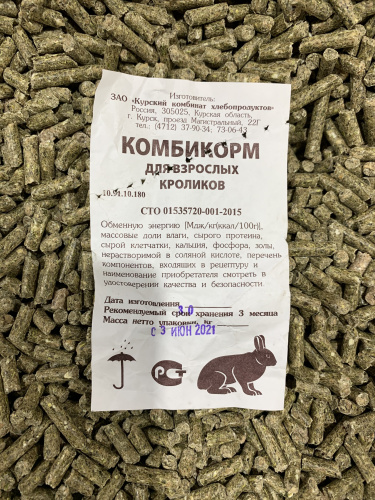 Изготовитель:
ЗАО «Курский комбинат хлебопродуктов»
Россия, 305025, Курская область,
г. Курск, проезд Магистральный, 22Г
тел.: (4712) 37-90-34, 73-06-43
КОМБИКОРМ
ДЛЯ ВЗРОСЛЫХ
КРОЛИКОВ
10.91.10.180
СТО 01535720-001-2015
Обменную энергию [Мдж/кг(ккал/100г)],
массовые доли влаги, сырого протеина,
сырой клетчатки, кальция, фосфора, золы,
нерастворимой в соляной кислоте, перечень
компонентов, входящих в рецептуру и
наименование приобретателя смотреть в
удостоверении качества и безопасности.
Дата изготовления
Рекомендуемый срок хранения 3 месяца
Масса нетто упаковки, кг
с 3 ИЮН 2021
РСТ